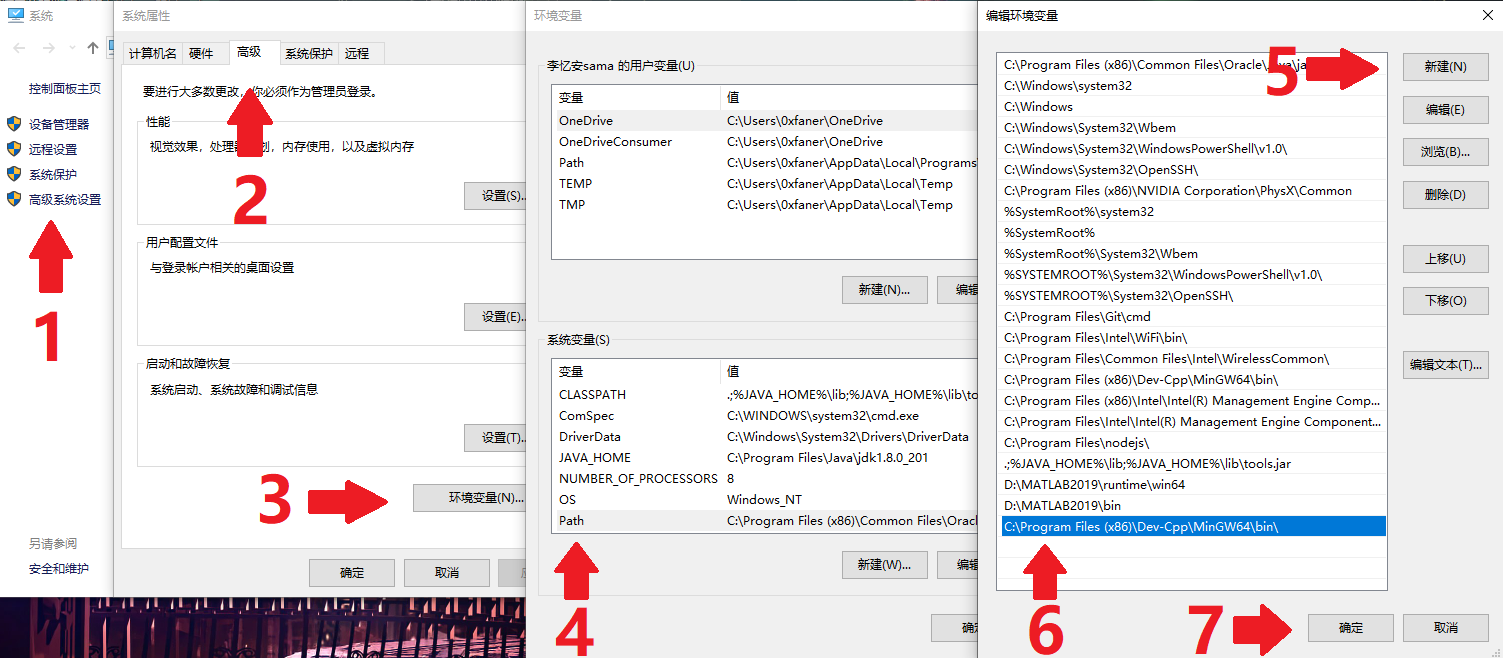 系统
控制面板主页
设备管理器
远程设置
系统保护
高级系统设置
1
另请参阅
安全和维护
系统属性
计算机名 硬件 高级 系统保护 远程
要进行大多数更改，你必须作为管理员登录。
性能
视觉效果，处理器计划，内存使用，以及虚拟内存
2
设置(S)...
用户配置文件
与登录帐户相关的桌面设置
设置(E)...
启动和故障恢复
系统启动、系统故障和调试信息
设置(T)...
3
环境变量(N)...
确定 取消
环境变量
李忆安sama 的用户变量(U)
变量 值
OneDrive C:\Users\0xfaner\OneDrive
OneDriveConsumer C:\Users\0xfaner\OneDrive
Path C:\Users\0xfaner\AppData\Local\Programs
TEMP C:\Users\0xfaner\AppData\Local\Temp
TMP C:\Users\0xfaner\AppData\Local\Temp
新建(N)... 编辑
系统变量(S)
变量 值
CLASSPATH .;%JAVA_HOME%\lib;%JAVA_HOME%\lib\to
ComSpec C:\WINDOWS\system32\cmd.exe
DriverData C:\Windows\System32\Drivers\DriverData
JAVA_HOME C:\Program Files\Java\jdk1.8.0_201
NUMBER_OF_PROCESSORS 8
OS Windows_NT
Path C:\Program Files (x86)\Common Files\Oracl
新建(W)... 编辑
4
确定
编辑环境变量
C:\Program Files (x86)\Common Files\Oracle\Java\ja
C:\Windows\system32
C:\Windows
C:\Windows\System32\Wbem
C:\Windows\System32\WindowsPowerShell\v1.0\
C:\Windows\System32\OpenSSH\
C:\Program Files (x86)\NVIDIA Corporation\PhysX\Common
%SystemRoot%\system32
%SystemRoot%
%SystemRoot%\System32\Wbem
%SYSTEMROOT%\System32\WindowsPowerShell\v1.0\
%SYSTEMROOT%\System32\OpenSSH\
C:\Program Files\Git\cmd
C:\Program Files\Intel\WiFi\bin\
C:\Program Files\Common Files\Intel\WirelessCommon\
C:\Program Files (x86)\Dev-Cpp\MinGW64\bin\
C:\Program Files (x86)\Intel\Intel(R) Management Engine Comp...
C:\Program Files\Intel\Intel(R) Management Engine Component...
C:\Program Files\nodejs\
.;%JAVA_HOME%\lib;%JAVA_HOME%\lib\tools.jar
D:\MATLAB2019\runtime\win64
D:\MATLAB2019\bin
C:\Program Files (x86)\Dev-Cpp\MinGW64\bin\
5
新建(N)
编辑(E)
浏览(B)...
删除(D)
上移(U)
下移(O)
编辑文本(T)...
6
7
确定 取消